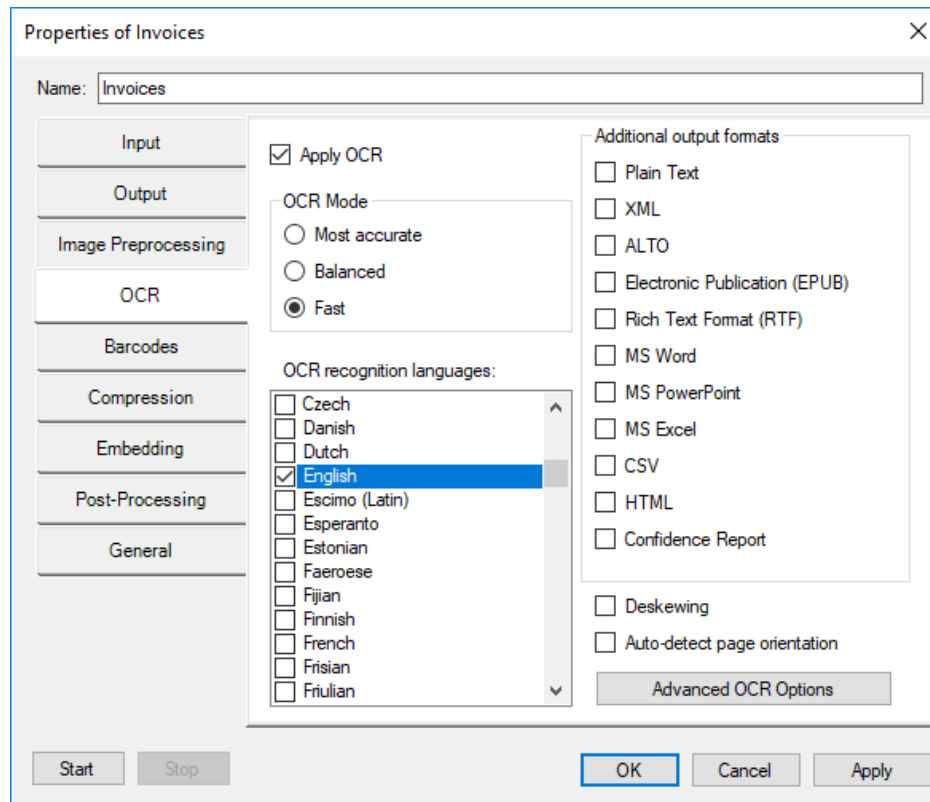 Properties of Invoices
Name: Invoices
Input
Output
Image Preprocessing
OCR
Barcodes
Compression
Embedding
Post-Processing
General
Apply OCR
OCR Mode
Most accurate
Balanced
Fast
OCR recognition languages:
Czech
Danish
Dutch
English
Escimo (Latin)
Esperanto
Estonian
Faeroese
Fijian
Finnish
French
Frisian
Friulian
Additional output formats
Plain Text
XML
ALTO
Electronic Publication (EPUB)
Rich Text Format (RTF)
MS Word
MS PowerPoint
MS Excel
CSV
HTML
Confidence Report
Deskewing
Auto-detect page orientation
Advanced OCR Options
Start Stop OK Cancel Apply